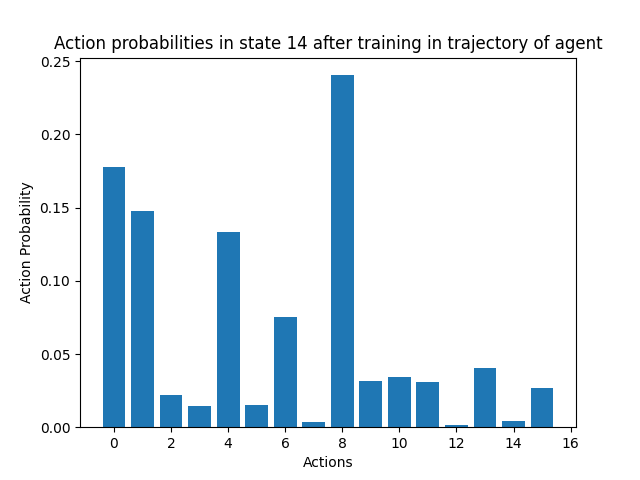 Action probabilities in state 14 after training in trajectory of agent
0.25
0.20
0.15
0.10
0.05
0.00
Action Probability
0 2 4 6 8 10 12 14 16
Actions